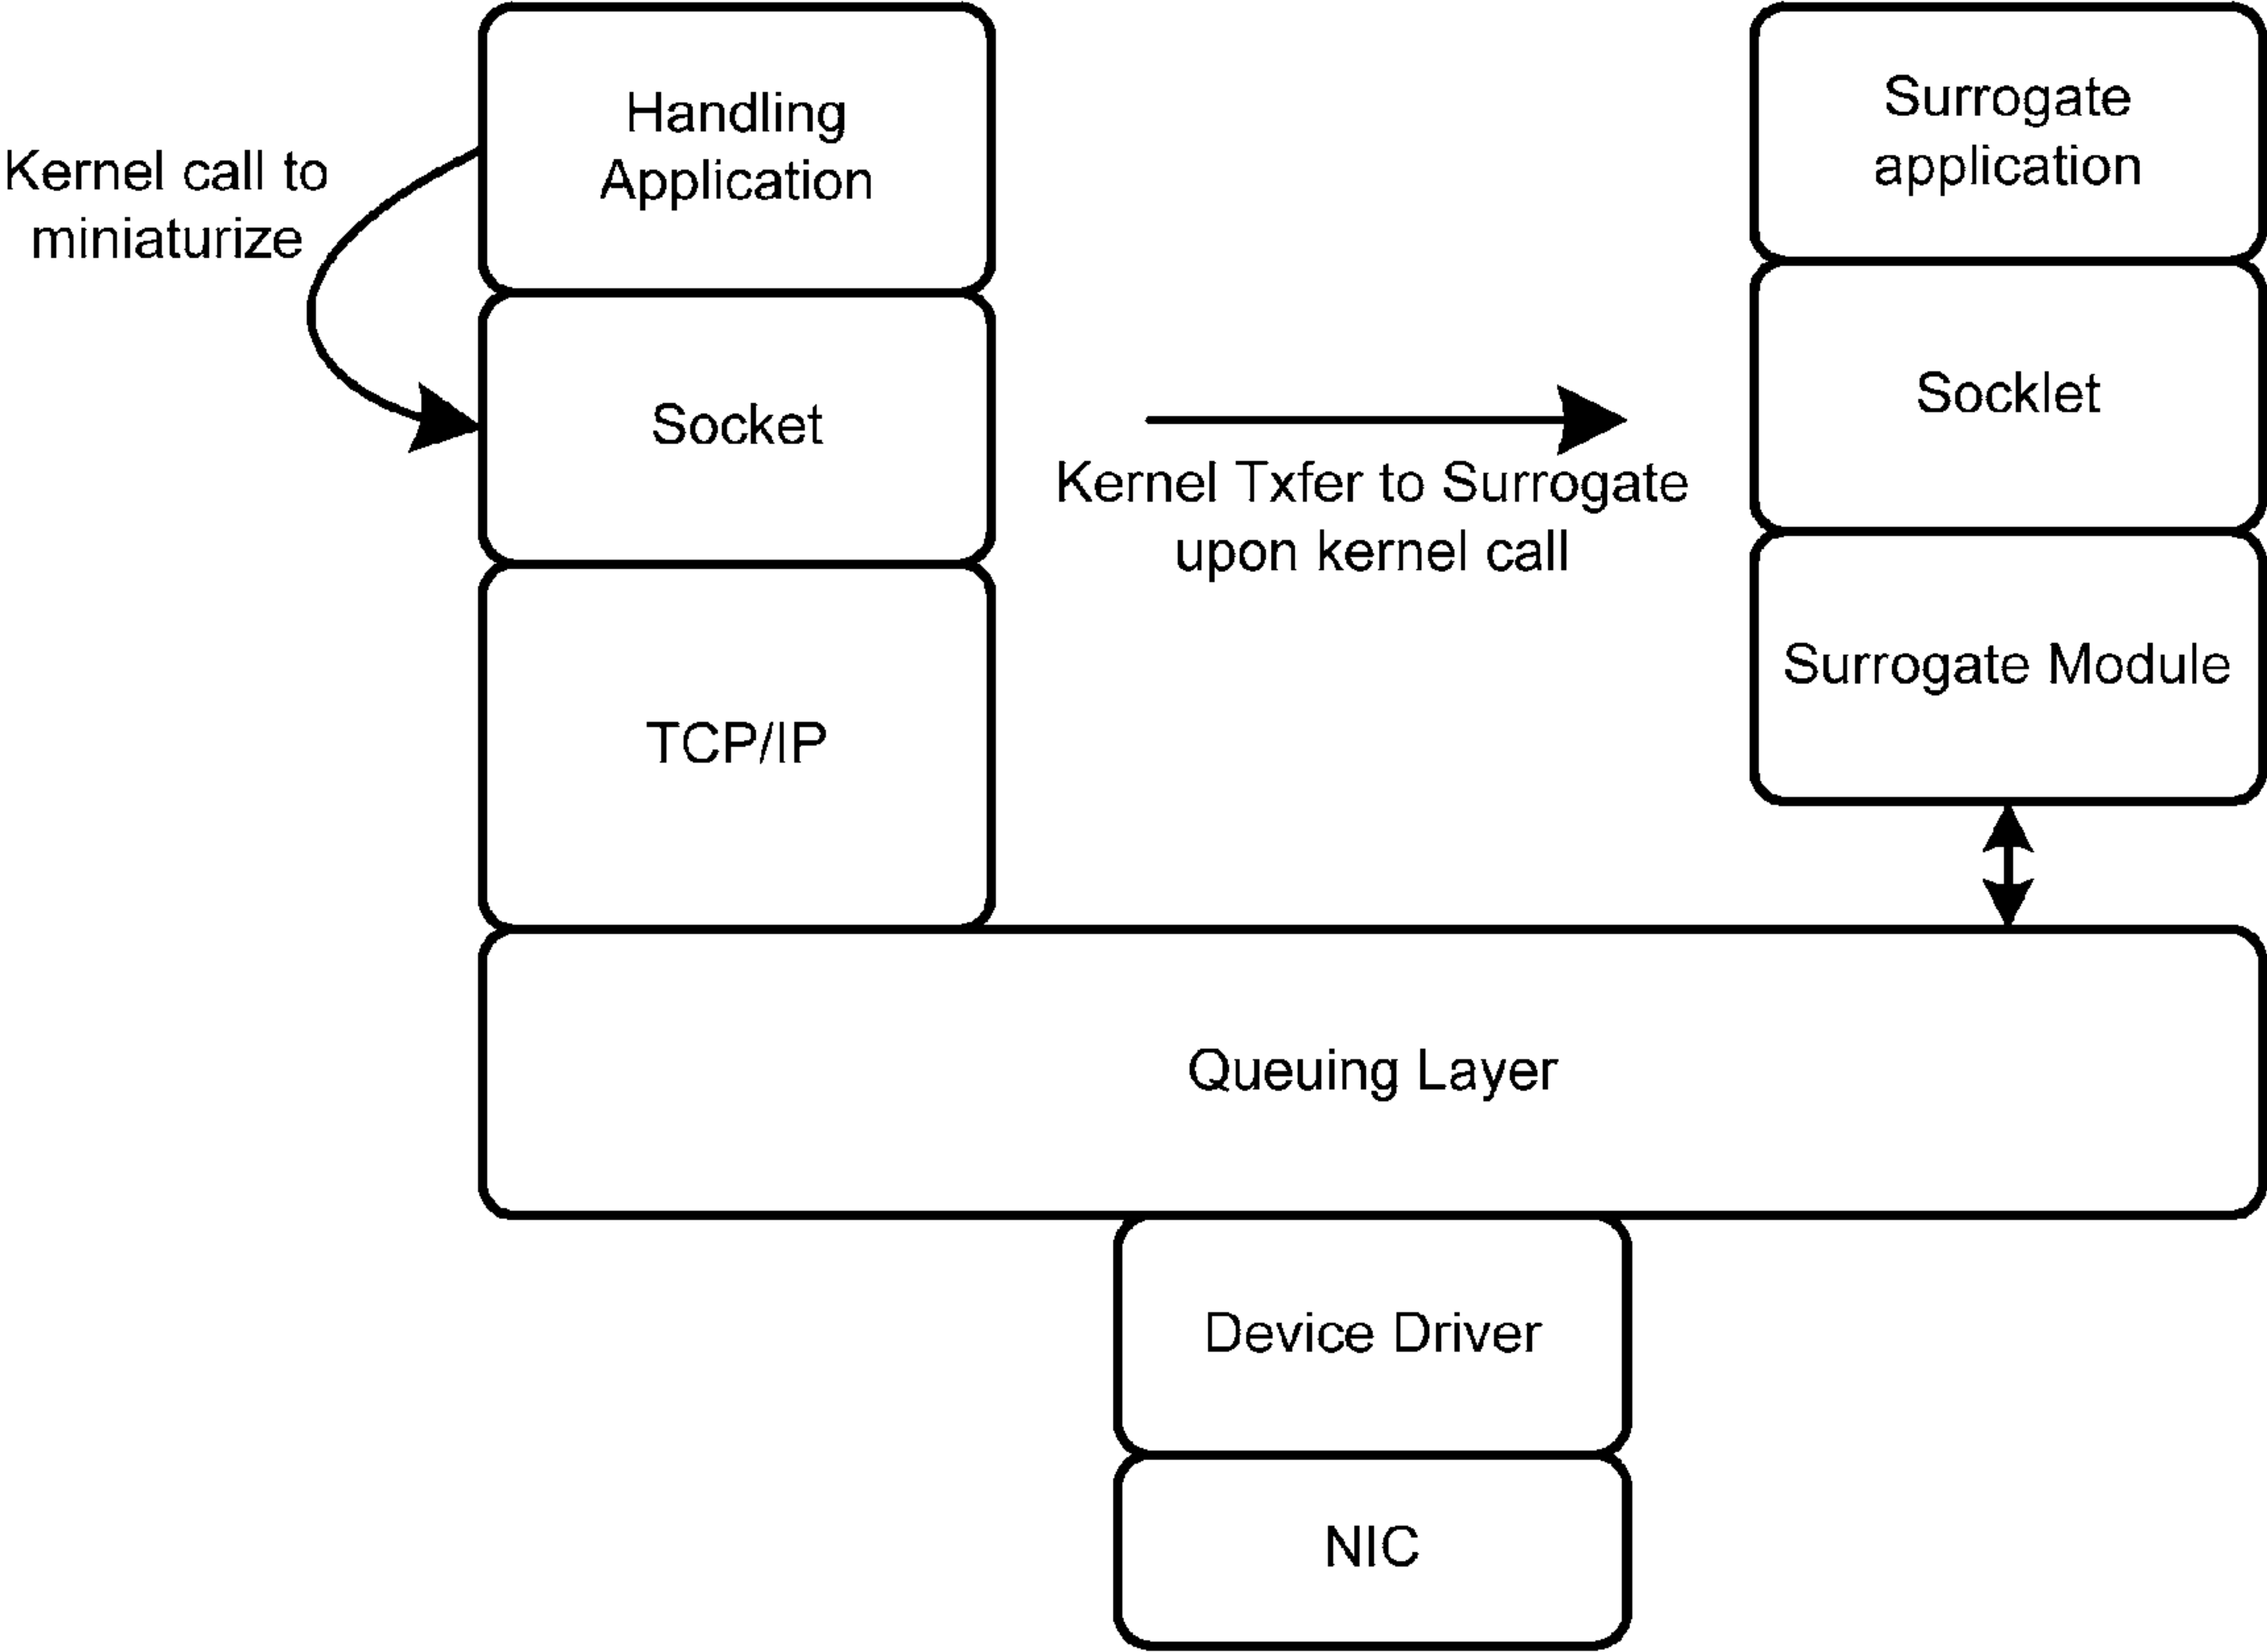 Handling
Application
Kernel call to
miniaturize
Socket
TCP/IP
Kernel Txfer to Surrogate
upon kernel call
Surrogate
application
Socklet
Surrogate Module
Queuing Layer
Device Driver
NIC